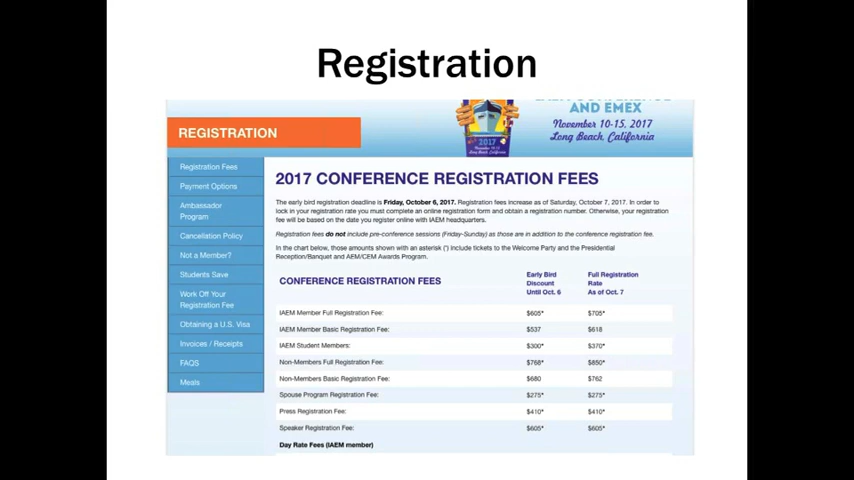 Registration
AND EMEX
November 10-15, 2017
Long Beach, California
2017
REGISTRATION
Registration Fees
Payment Options
Ambassador
Program
Cancellation Policy
Not a Member?
Students Save
Work Off Your
Registration Fee
Obtaining a U.S. Visa
Invoices / Receipts
FAQS
Meals
2017 CONFERENCE REGISTRATION FEES
The early bird registration deadline is Friday, October 6, 2017. Registration fees increase as of Saturday, October 7, 2017. In order to
lock in your registration rate you must complete an online registration form and obtain a registration number. Otherwise, your registration
fee will be based on the date you register online with IAEM headquarters.
Registration fees do not include pre-conference sessions (Friday-Sunday) as those are in addition to the conference registration fee.
In the chart below, those amounts shown with an asterisk (*) include tickets to the Welcome Party and the Presidential
Reception/Banquet and AEM/CEM Awards Program.
CONFERENCE REGISTRATION FEES
Early Bird
Discount
Until Oct. 6
Full Registration
Rate
As of Oct. 7
IAEM Member Full Registration Fee: $605* $705*
IAEM Member Basic Registration Fee: $537 $618
IAEM Student Members: $300* $370*
Non-Members Full Registration Fee: $768* $850*
Non-Members Basic Registration Fee: $680 $762
Spouse Program Registration Fee: $275* $275*
Press Registration Fee: $410* $410*
Speaker Registration Fee: $605* $605*
Day Rate Fees (IAEM member)